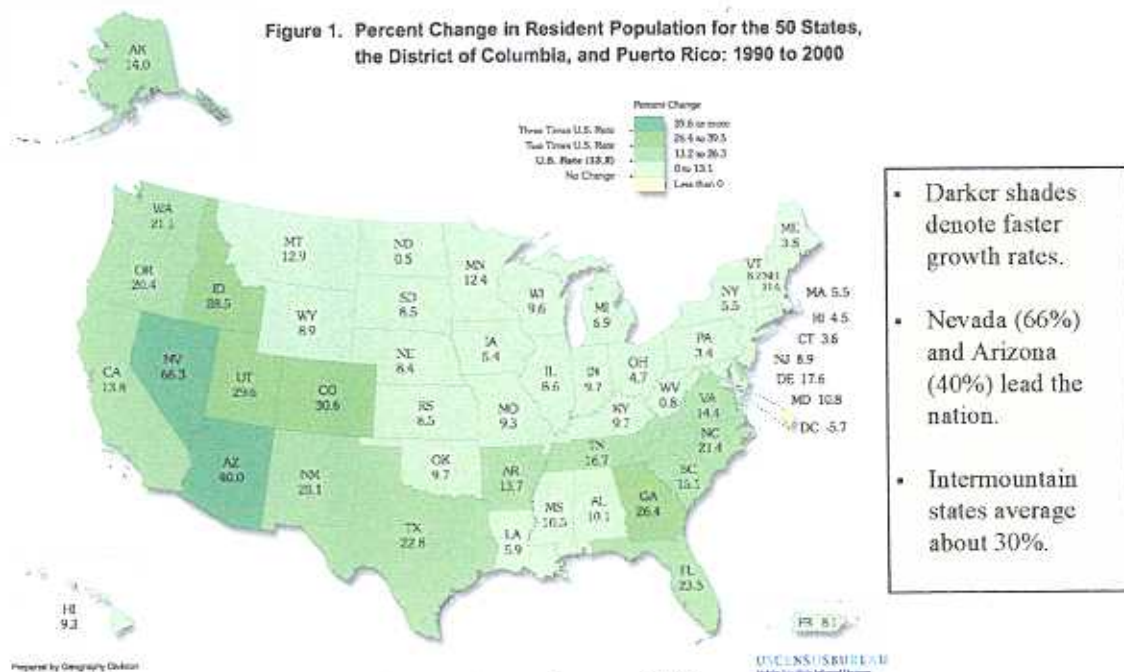 Figure 1. Percent Change in Resident Population for the 50 States,
the District of Columbia, and Puerto Rico: 1990 to 2000
Percent Change
Three Times U.S. Rate
Two Times U.S. Rate
U.S. Rate (13.2)
No Change
39.6 or more
26.4 to 39.5
13.2 to 26.3
0 to 13.1
Less than 0
AK
14.0
WA
21.1
OR
20.4
CA
13.8
ID
28.5
NV
66.3
UT
29.6
AZ
40.0
MT
12.9
WY
8.9
CO
30.6
NM
20.1
ND
0.5
SD
8.5
NE
8.4
KS
8.5
OK
9.7
TX
22.8
MN
12.4
IA
5.4
MO
9.3
AR
13.7
LA
5.9
WI
9.6
IL
8.6
MI
6.9
IN
9.7
OH
4.7
KY
9.7
TN
16.7
MS
10.5
AL
10.1
GA
26.4
FL
23.5
SC
15.1
NC
21.4
VA
14.4
WV
0.8
PA
3.4
NY
5.5
VT
8.2
NH
11.4
ME
3.8
MA 5.5
RI 4.5
CT 3.6
NJ 8.9
DE 17.6
MD 10.8
DC -5.7
HI
9.3
PR 8.1
▪ Darker shades
denote faster
growth rates.
▪ Nevada (66%)
and Arizona
(40%) lead the
nation.
▪ Intermountain
states average
about 30%.
Prepared by Geography Division
USCENSUSBUREAU